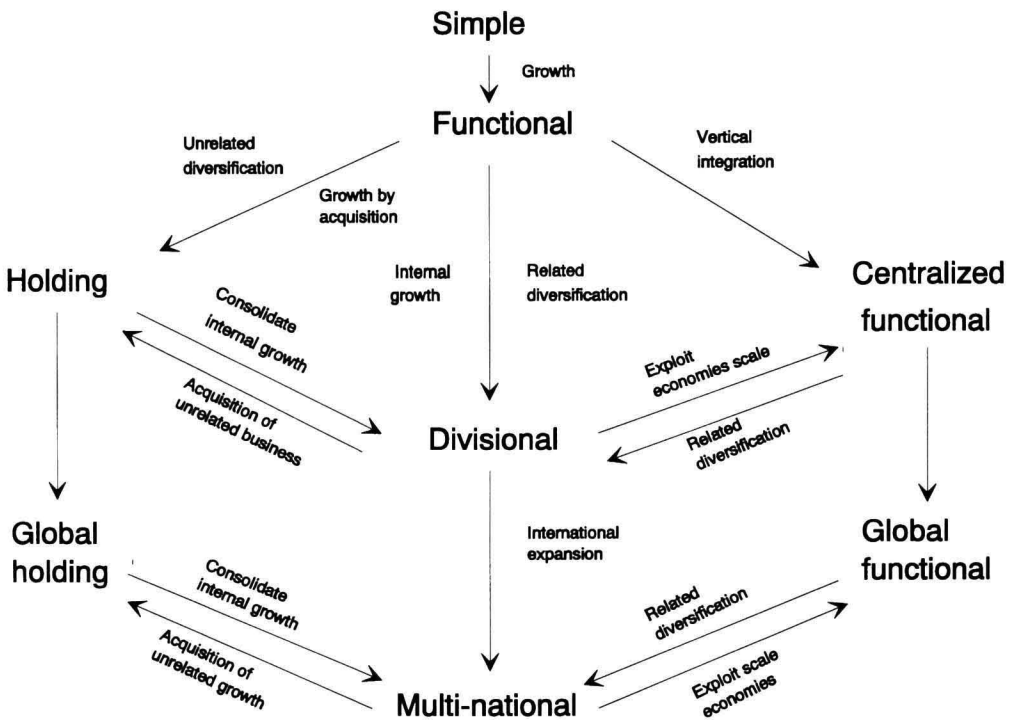 Simple
Growth
Functional
Unrelated
diversification
Vertical
integration
Growth by
acquisition
Holding
Internal
growth
Related
diversification
Centralized
functional
Consolidate
internal growth
Acquisition of
unrelated business
Exploit
economies scale
Divisional
Related
diversification
Global
holding
International
expansion
Global
functional
Consolidate
internal growth
Related
diversification
Acquisition of
unrelated growth
Exploit scale
economies
Multi-national